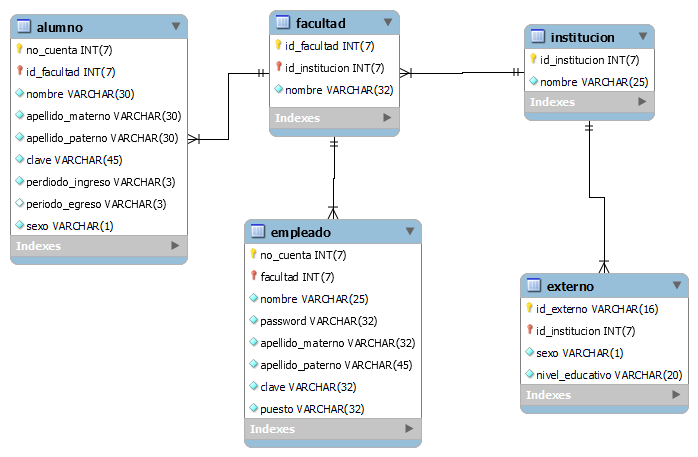 alumno
no_cuenta INT(7)
id_facultad INT(7)
nombre VARCHAR(30)
apellido_materno VARCHAR(30)
apellido_paterno VARCHAR(30)
clave VARCHAR(45)
perdiodo_ingreso VARCHAR(3)
periodo_egreso VARCHAR(3)
sexo VARCHAR(1)
Indexes
facultad
id_facultad INT(7)
id_institucion INT(7)
nombre VARCHAR(32)
Indexes
institucion
id_institucion INT(7)
nombre VARCHAR(25)
Indexes
empleado
no_cuenta INT(7)
facultad INT(7)
nombre VARCHAR(25)
password VARCHAR(32)
apellido_materno VARCHAR(32)
apellido_paterno VARCHAR(45)
clave VARCHAR(32)
puesto VARCHAR(32)
Indexes
externo
id_externo VARCHAR(16)
id_institucion INT(7)
sexo VARCHAR(1)
nivel_educativo VARCHAR(20)
Indexes